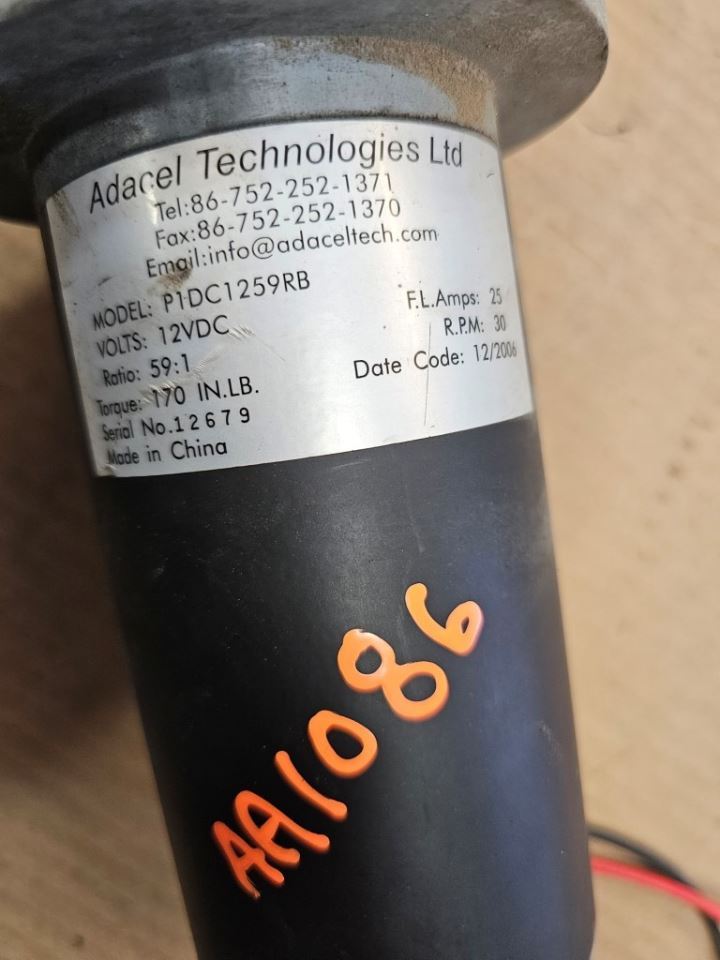 Adacel Technologies Ltd
Tel:86-752-252-1371
Fax:86-752-252-1370
Email:info@adaceltech.com
MODEL: P1DC1259RB
VOLTS: 12VDC F.L.Amps: 25
Ratio: 59:1 R.P.M: 30
Torque: 170 IN.LB. Date Code: 12/2006
Serial No.12679
Made in China
AA1086